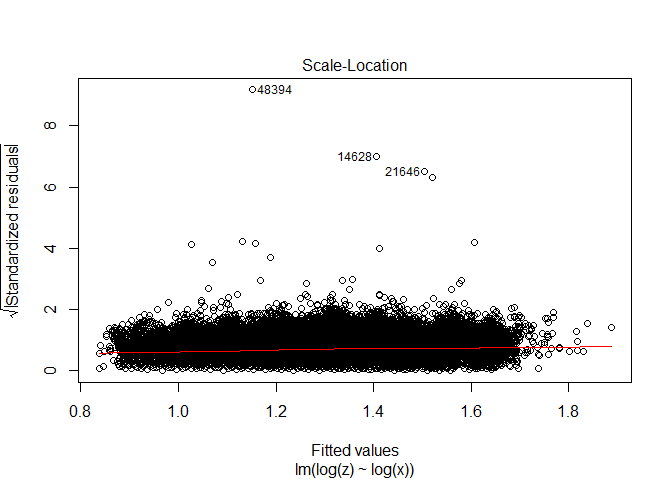 Scale-Location
√|Standardized residuals|
8
6
4
2
0
48394
14628
21646
0.8 1.0 1.2 1.4 1.6 1.8
Fitted values
lm(log(z) ~ log(x))